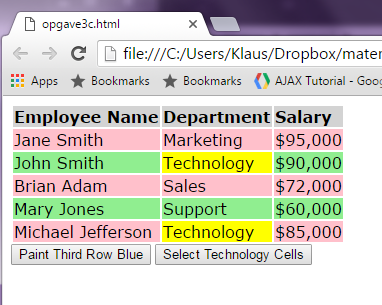 opgave3c.html
file:///C:/Users/Klaus/Dropbox/mater
Apps Bookmarks Bookmarks AJAX Tutorial - Goog
Employee Name Department Salary
Jane Smith Marketing $95,000
John Smith Technology $90,000
Brian Adam Sales $72,000
Mary Jones Support $60,000
Michael Jefferson Technology $85,000
Paint Third Row Blue Select Technology Cells